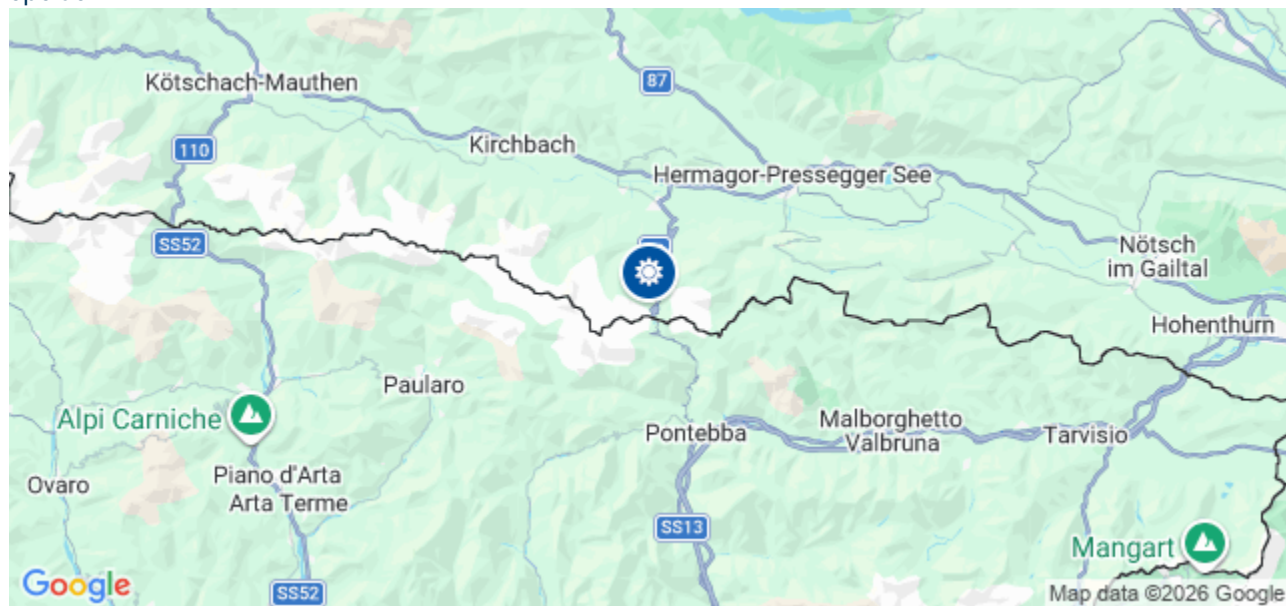 Kötschach-Mauthen
87
110
Kirchbach
Hermagor-Pressegger See
SS52
Nötsch
im Gailtal
Hohenthurn
Paularo
Alpi Carniche
Malborghetto
Valbruna
Pontebba
Tarvisio
Ovaro
Piano d'Arta
Arta Terme
SS13
Mangart
Google
SS52
Map data ©2026 Google